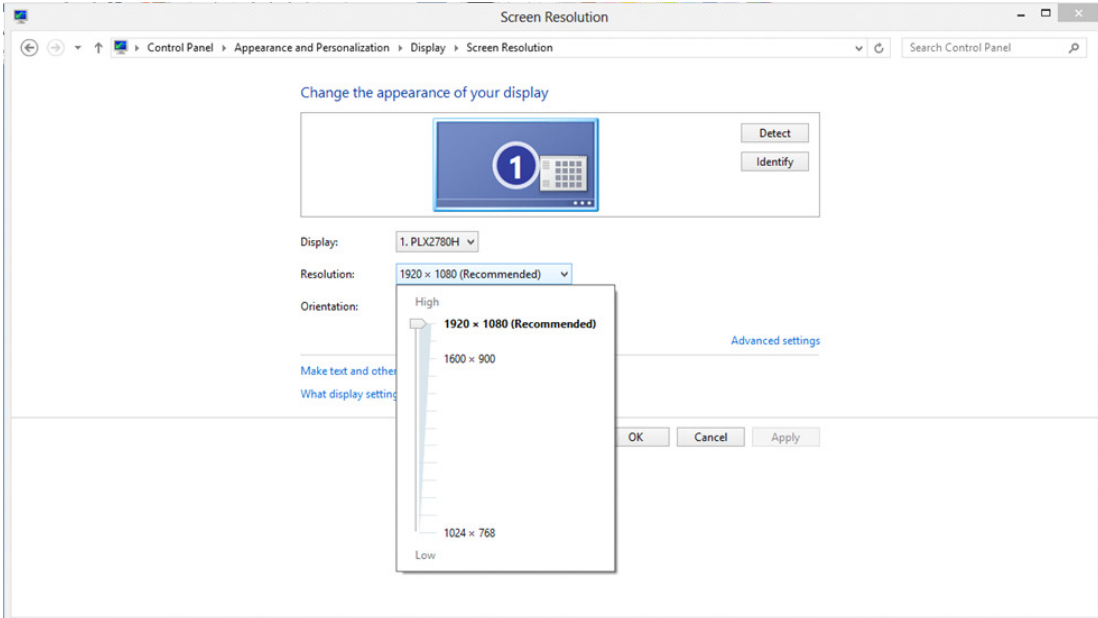 Screen Resolution
Control Panel Appearance and Personalization Display Screen Resolution Search Control Panel
Change the appearance of your display
1
Detect
Identify
Display: 1. PLX2780H
Resolution: 1920 × 1080 (Recommended)
Orientation:
High
1920 × 1080 (Recommended)
Advanced settings
1600 × 900
Make text and other
What display setting
OK Cancel Apply
1024 × 768
Low